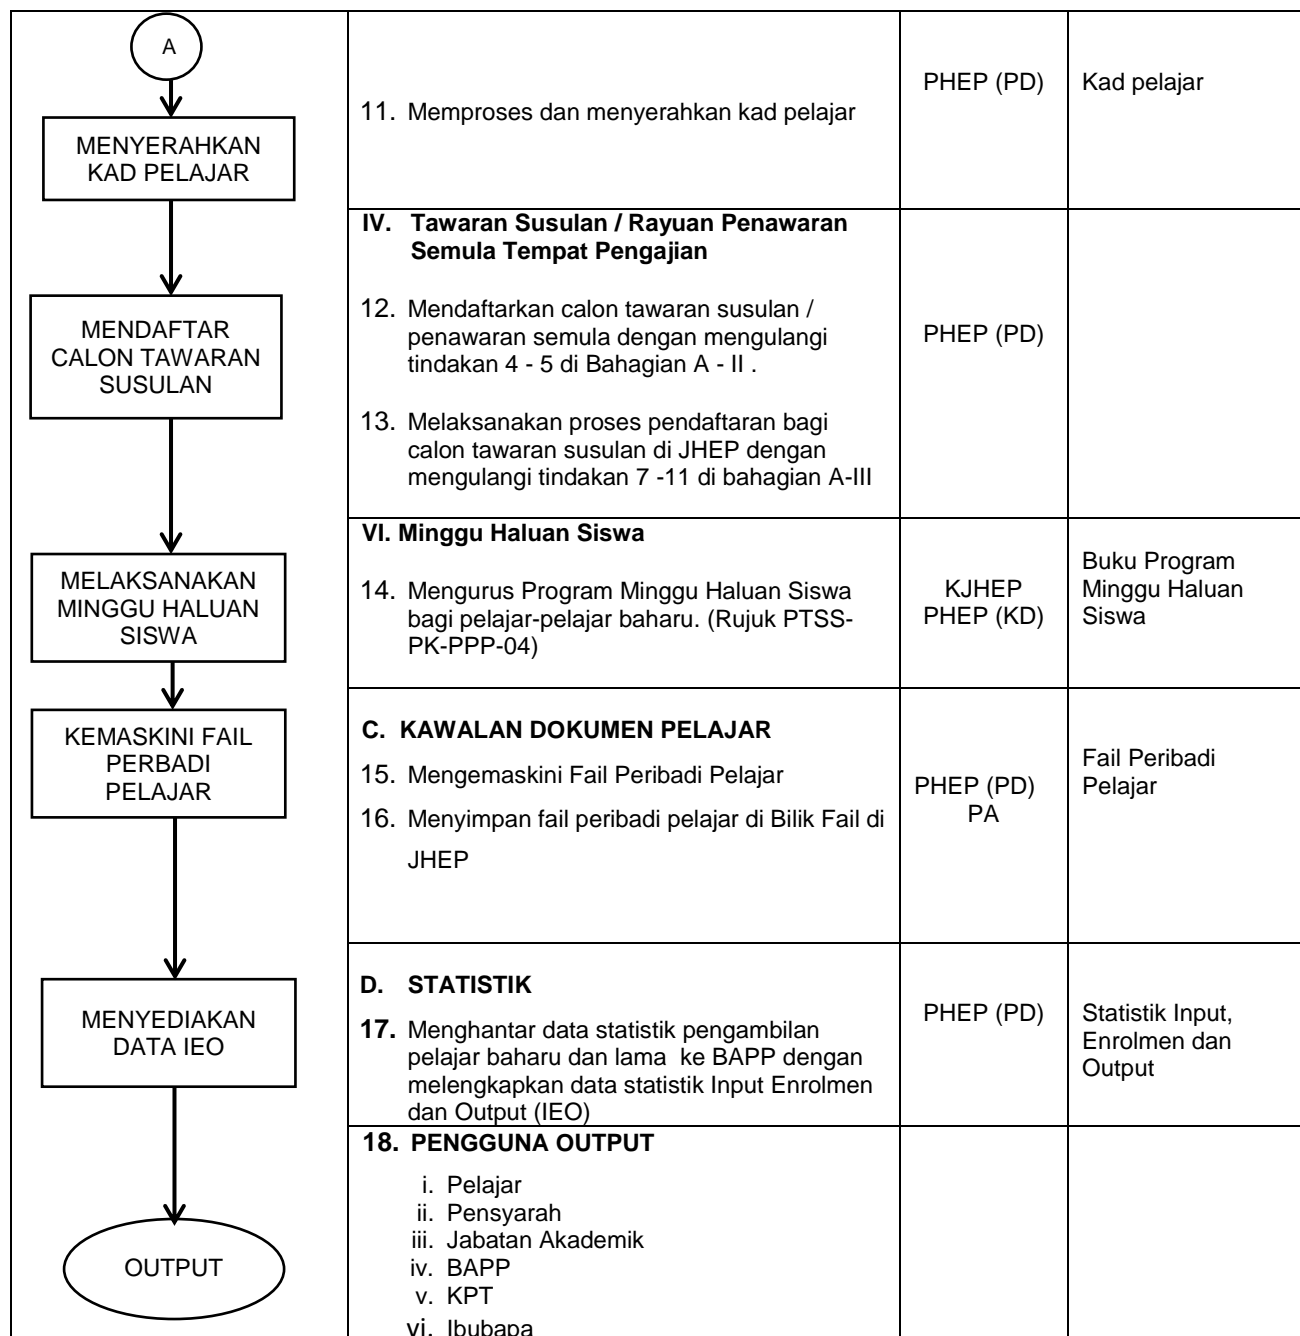 A
MENYERAHKAN
KAD PELAJAR
11. Memproses dan menyerahkan kad pelajar
PHEP (PD)
Kad pelajar
IV. Tawaran Susulan / Rayuan Penawaran
Semula Tempat Pengajian
MENDAFTAR
CALON TAWARAN
SUSULAN
12. Mendaftarkan calon tawaran susulan /
penawaran semula dengan mengulangi
tindakan 4 - 5 di Bahagian A - II .
13. Melaksanakan proses pendaftaran bagi
calon tawaran susulan di JHEP dengan
mengulangi tindakan 7 -11 di bahagian A-III
PHEP (PD)
MELAKSANAKAN
MINGGU HALUAN
SISWA
VI. Minggu Haluan Siswa
14. Mengurus Program Minggu Haluan Siswa
bagi pelajar-pelajar baharu. (Rujuk PTSS-
PK-PPP-04)
KJHEP
PHEP (KD)
Buku Program
Minggu Haluan
Siswa
KEMASKINI FAIL
PERBADI
PELAJAR
C. KAWALAN DOKUMEN PELAJAR
15. Mengemaskini Fail Peribadi Pelajar
16. Menyimpan fail peribadi pelajar di Bilik Fail di
JHEP
PHEP (PD)
PA
Fail Peribadi
Pelajar
MENYEDIAKAN
DATA IEO
D. STATISTIK
17. Menghantar data statistik pengambilan
pelajar baharu dan lama ke BAPP dengan
melengkapkan data statistik Input Enrolmen
dan Output (IEO)
PHEP (PD)
Statistik Input,
Enrolmen dan
Output
OUTPUT
18. PENGGUNA OUTPUT
i. Pelajar
ii. Pensyarah
iii. Jabatan Akademik
iv. BAPP
v. KPT
vi. Ibubapa